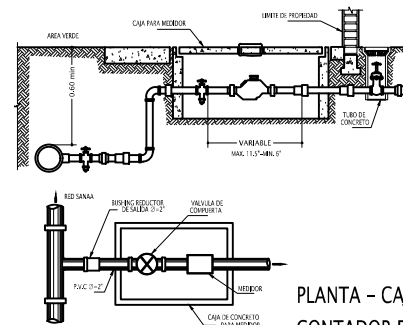 AREA VERDE
CAJA PARA MEDIDOR
LIMITE DE PROPIEDAD
0.60 min
VARIABLE
MAX. 11.5"-MIN. 6"
TUBO DE
CONCRETO
RED SANAA
BUSHING REDUCTOR
DE SALIDA Ø-2"
VALVULA DE
COMPUERTA
P.V.C Ø-2"
MEDIDOR
CAJA DE CONCRETO
PARA MEDIDOR
PLANTA - CA
CONTADOR